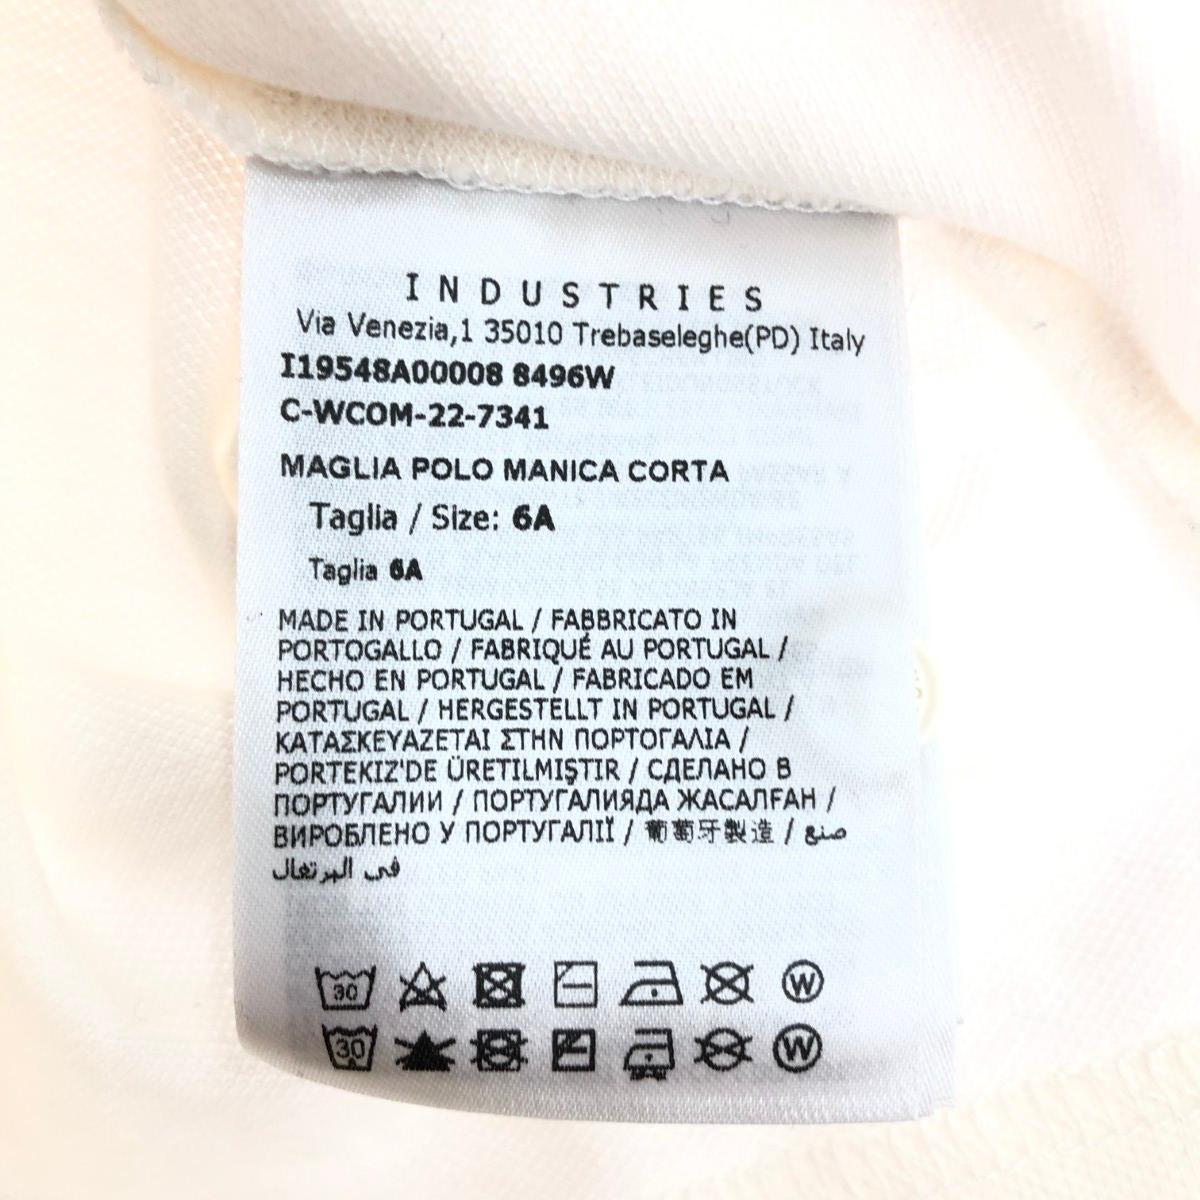 INDUSTRIES
Via Venezia,1 35010 Trebaseleghe(PD) Italy
I19548A00008 8496W
C-WCOM-22-7341
MAGLIA POLO MANICA CORTA
Taglia / Size: 6A
Taglia 6A
MADE IN PORTUGAL / FABBRICATO IN
PORTOGALLO / FABRIQUÉ AU PORTUGAL /
HECHO EN PORTUGAL / FABRICADO EM
PORTUGAL / HERGESTELLT IN PORTUGAL /
ΚΑΤΑΣΚΕΥΑΖΕΤΑΙ ΣΤΗΝ ΠΟΡΤΟΓΑΛΙΑ /
PORTEKIZ'DE ÜRETILMIŞTIR / СДЕЛАНО В
ПОРТУГАЛИИ / ПОРТУГАЛИЯДА ЖАСАЛҒАН /
ВИРОБЛЕНО У ПОРТУГАЛІЇ / 葡萄牙製造 / صنع
في البرتغال
30 W
30 W